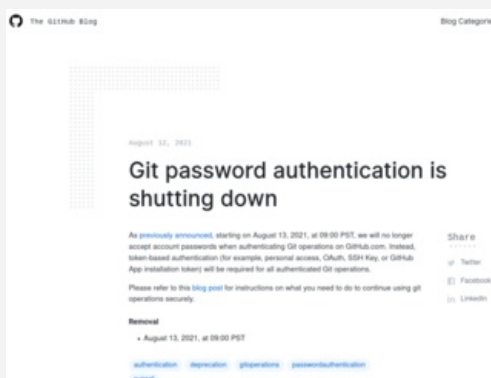 The GitHub Blog
Blog Categorie
August 12, 2021
Git password authentication is
shutting down
As previously announced, starting on August 13, 2021, at 09:00 PST, we will no longer
accept account passwords when authenticating Git operations on GitHub.com. Instead,
token-based authentication (for example, personal access, OAuth, SSH Key, or GitHub
App installation token) will be required for all authenticated Git operations.
Share
Twitter
Facebook
LinkedIn
Please refer to this blog post for instructions on what you need to do to continue using git
operations securely.
Removal
• August 13, 2021, at 09:00 PST
authentication deprecation gitoperations passwordauthentication